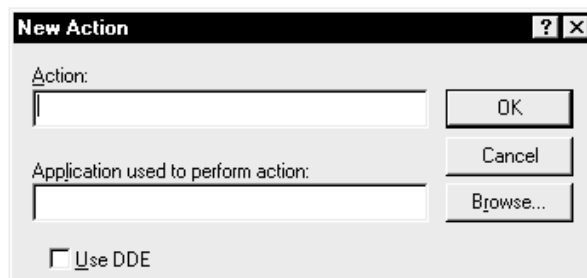 New Action
Action:
OK
Cancel
Application used to perform action:
Browse...
Use DDE